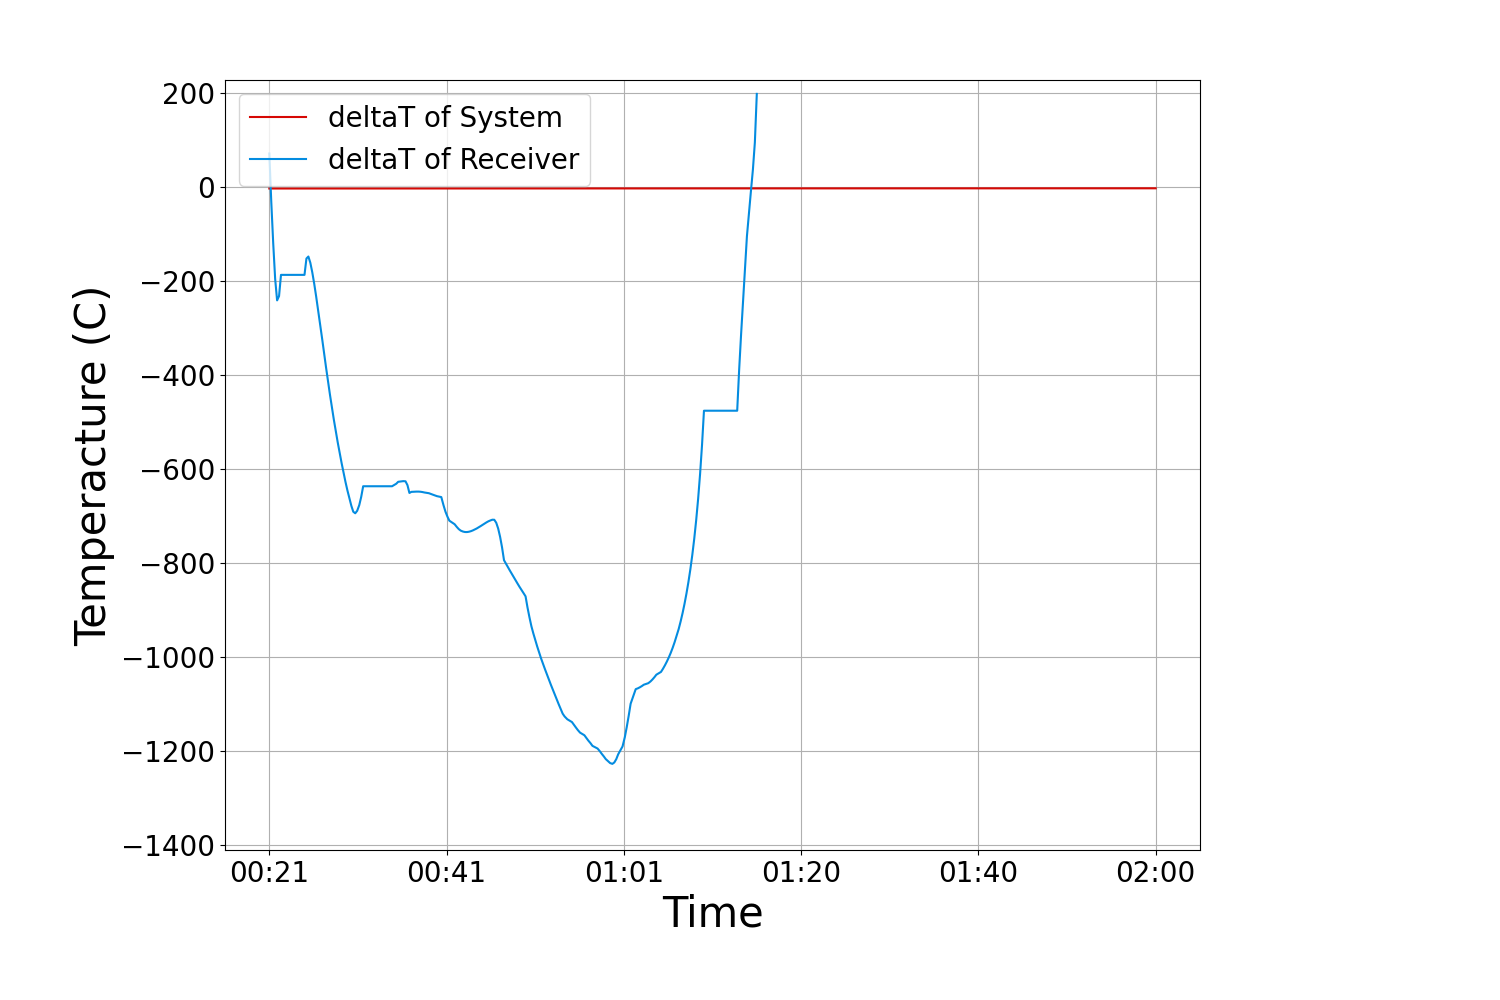 deltaT of System
deltaT of Receiver
200
0
−200
−400
−600
−800
−1000
−1200
−1400
Temperacture (C)
00:21 00:41 01:01 01:20 01:40 02:00
Time